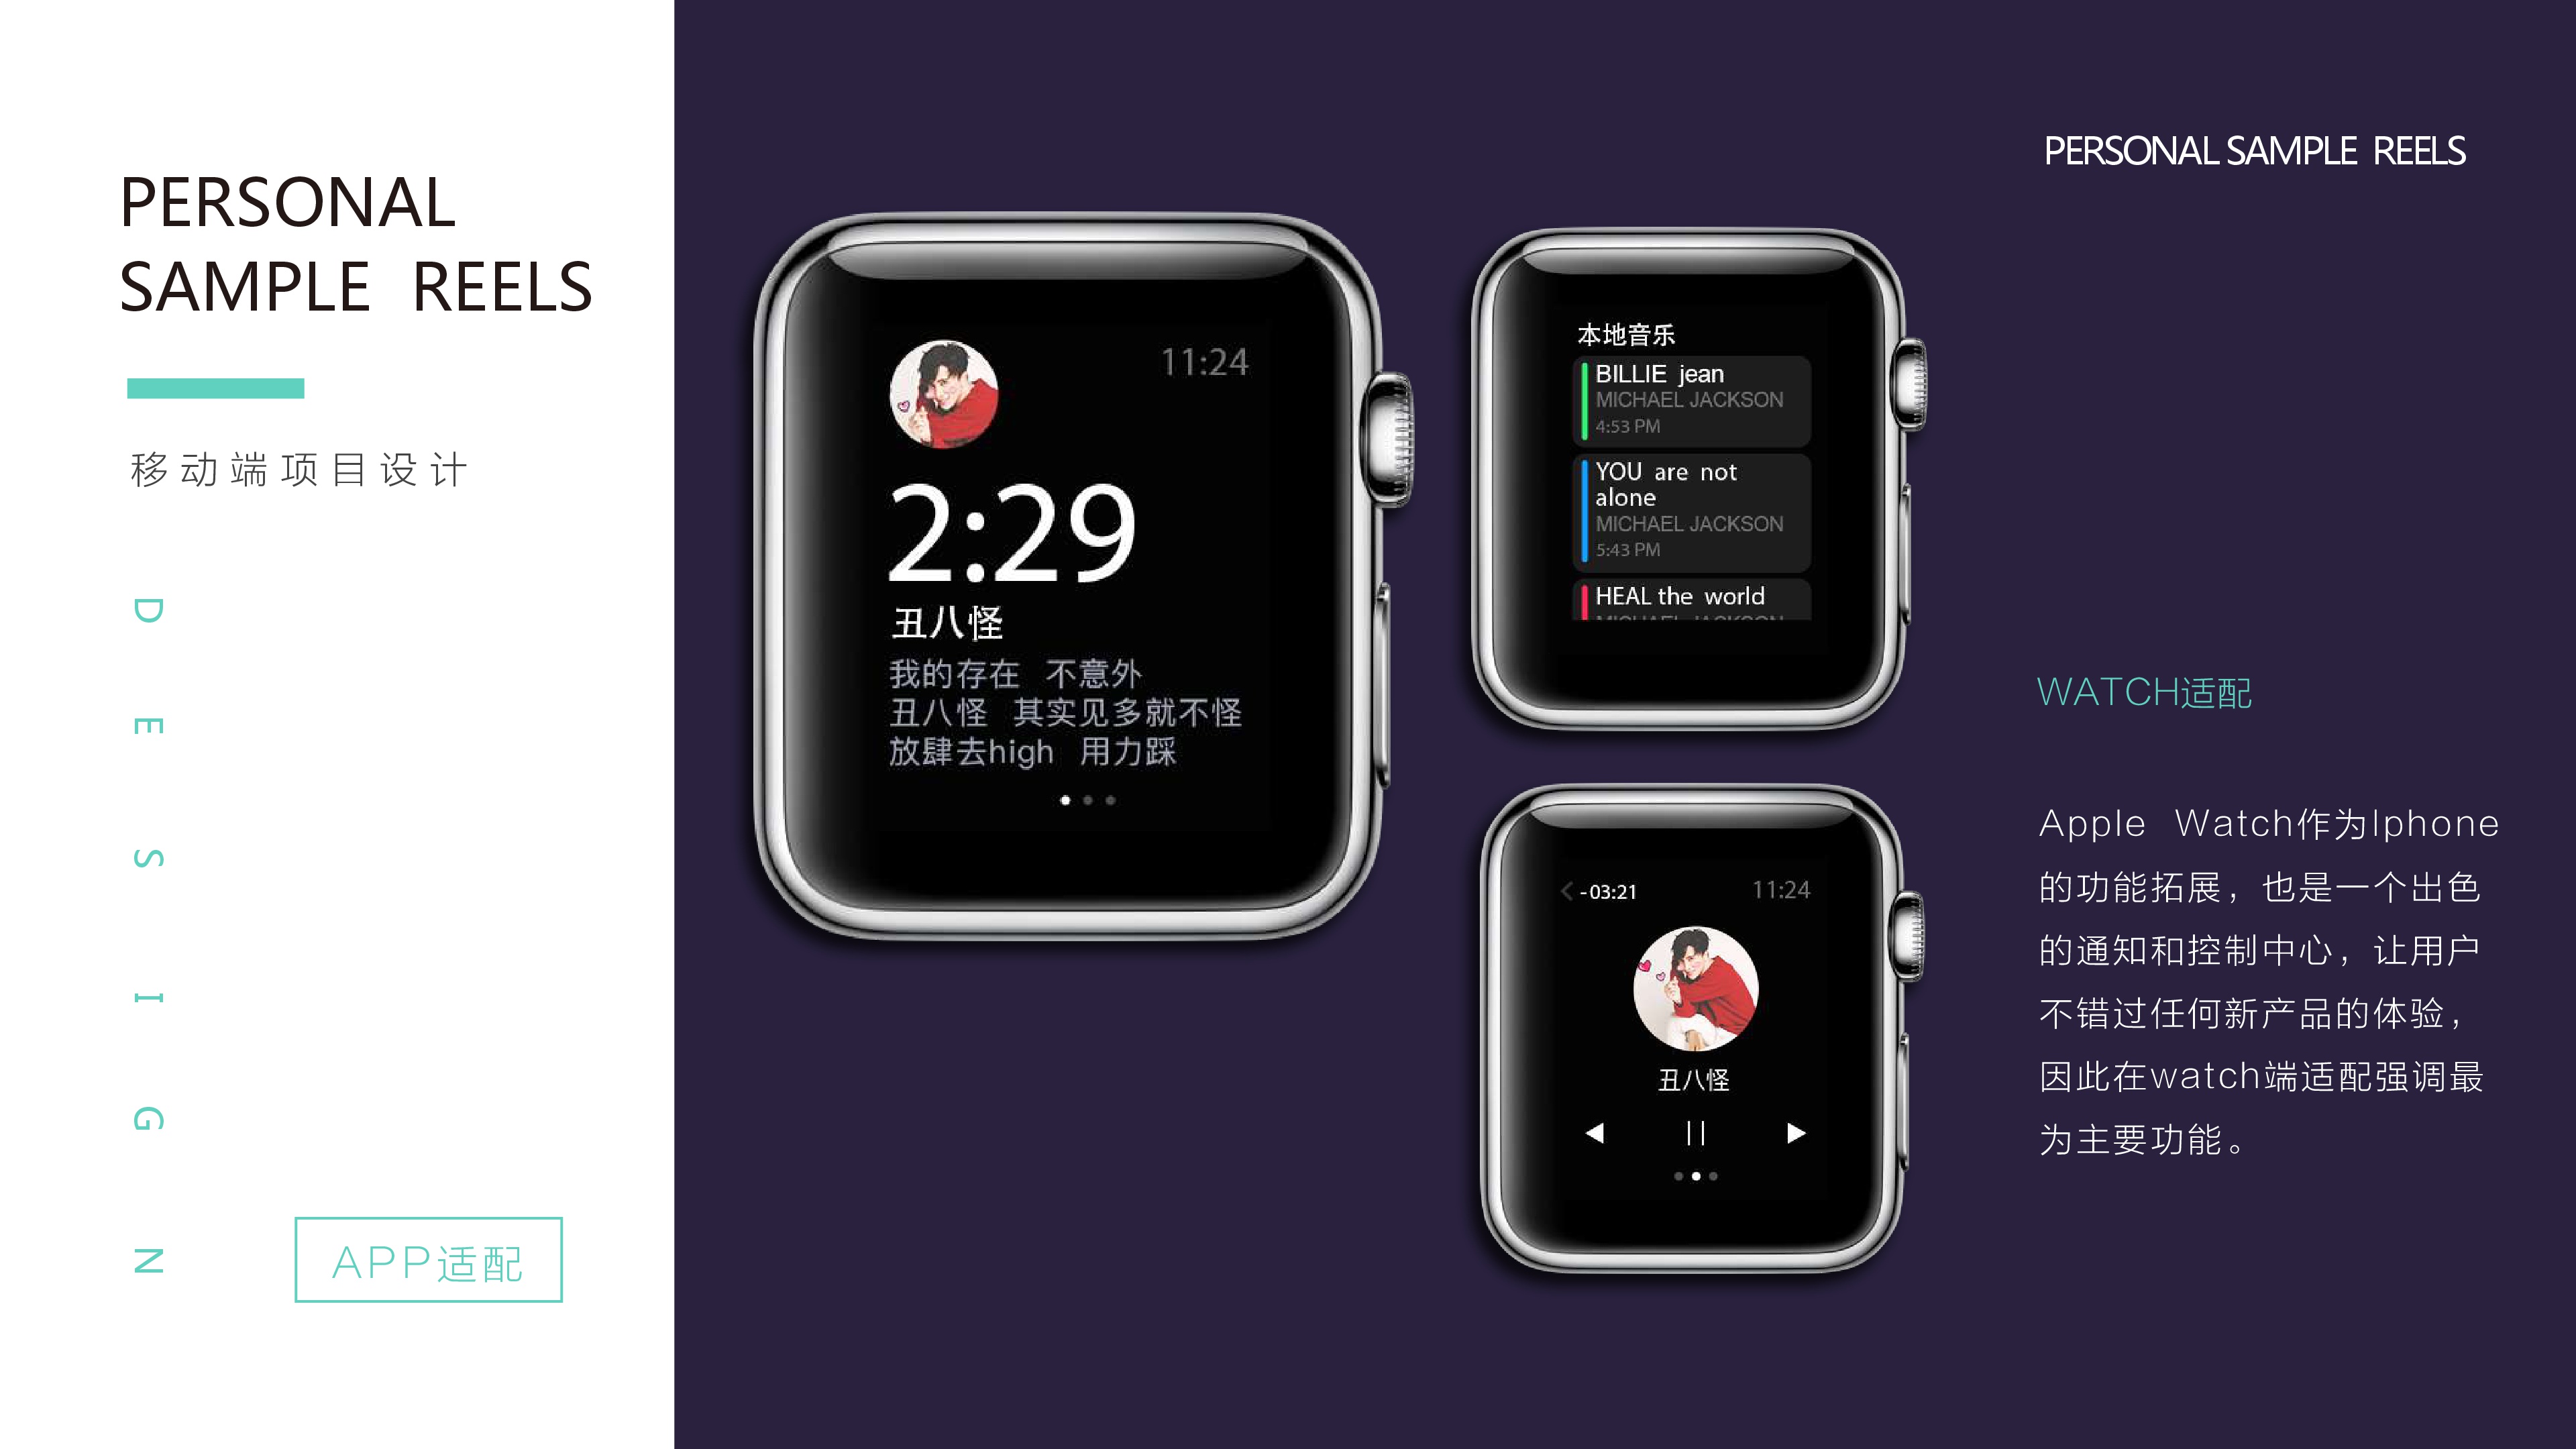 PERSONAL
SAMPLE REELS
移动端项目设计
DESIGN
APP适配
11:24
2:29
丑八怪
我的存在 不意外
丑八怪 其实见多就不怪
放肆去high 用力踩
本地音乐
BILLIE jean
MICHAEL JACKSON
4:53 PM
YOU are not
alone
MICHAEL JACKSON
5:43 PM
HEAL the world
MICHAEL JACKSON
-03:21
11:24
丑八怪
PERSONAL SAMPLE REELS
WATCH适配
Apple Watch作为Iphone
的功能拓展，也是一个出色
的通知和控制中心，让用户
不错过任何新产品的体验，
因此在watch端适配强调最
为主要功能。